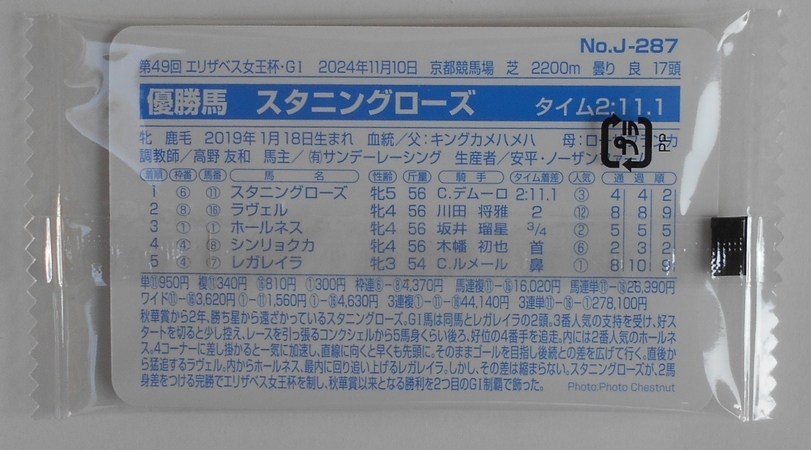 No.J-287
第49回 エリザベス女王杯・GI 2024年11月10日 京都競馬場 芝 2200m 曇り 良 17頭
優勝馬 スタニングローズ タイム2:11.1
牝 鹿毛 2019年1月18日生まれ 血統/父:キングカメハメハ 母:ロー
プラ PP
調教師/高野 友和 馬主/(有)サンデーレーシング 生産者/安平・ノーザン
着順 枠番 馬番 馬名 性齢 斤量 騎手 タイム着差 人気 通過順
1 ⑥ ⑪ スタニングローズ 牝5 56 C.デムーロ 2:11.1 ③ 4 4 2
2 ⑧ ⑯ ラヴェル 牝4 56 川田 将雅 2 ⑫ 8 8 9
3 ① ① ホールネス 牝4 56 坂井 瑠星 3/4 ② 5 5 5
4 ④ ⑧ シンリョクカ 牝4 56 木幡 初也 首 ⑥ 2 3 2
5 ④ ⑦ レガレイラ 牝3 54 C.ルメール 鼻 ① 8 10 9
単⑪950円 複⑪340円 ⑯810円 ①300円 枠連⑥-⑧4,370円 馬連複⑪-⑯16,020円 馬連単⑪-⑯26,990円
ワイド⑪-⑯3,620円 ①-⑪1,560円 ①-⑯4,630円 3連複①-⑪-⑯44,140円 3連単⑪-⑯-①278,100円
秋華賞から2年、勝ち星から遠ざかっているスタニングローズ。GI馬は同馬とレガレイラの2頭。3番人気の支持を受け、好ス
タートを切ると少し控え、レースを引っ張るコンクシェルから5馬身くらい後ろ、好位の4番手を追走。内には2番人気のホールネ
ス。4コーナーに差し掛かると一気に加速し、直線に向くと早くも先頭に。そのままゴールを目指し後続との差を広げて行く。直後か
ら猛追するラヴェル。内からホールネス、最内に回り追い上げるレガレイラ。しかし、その差は縮まらない。スタニングローズが、2馬
身差をつける完勝でエリザベス女王杯を制し、秋華賞以来となる勝利を2つ目のGI制覇で飾った。
Photo:Photo Chestnut